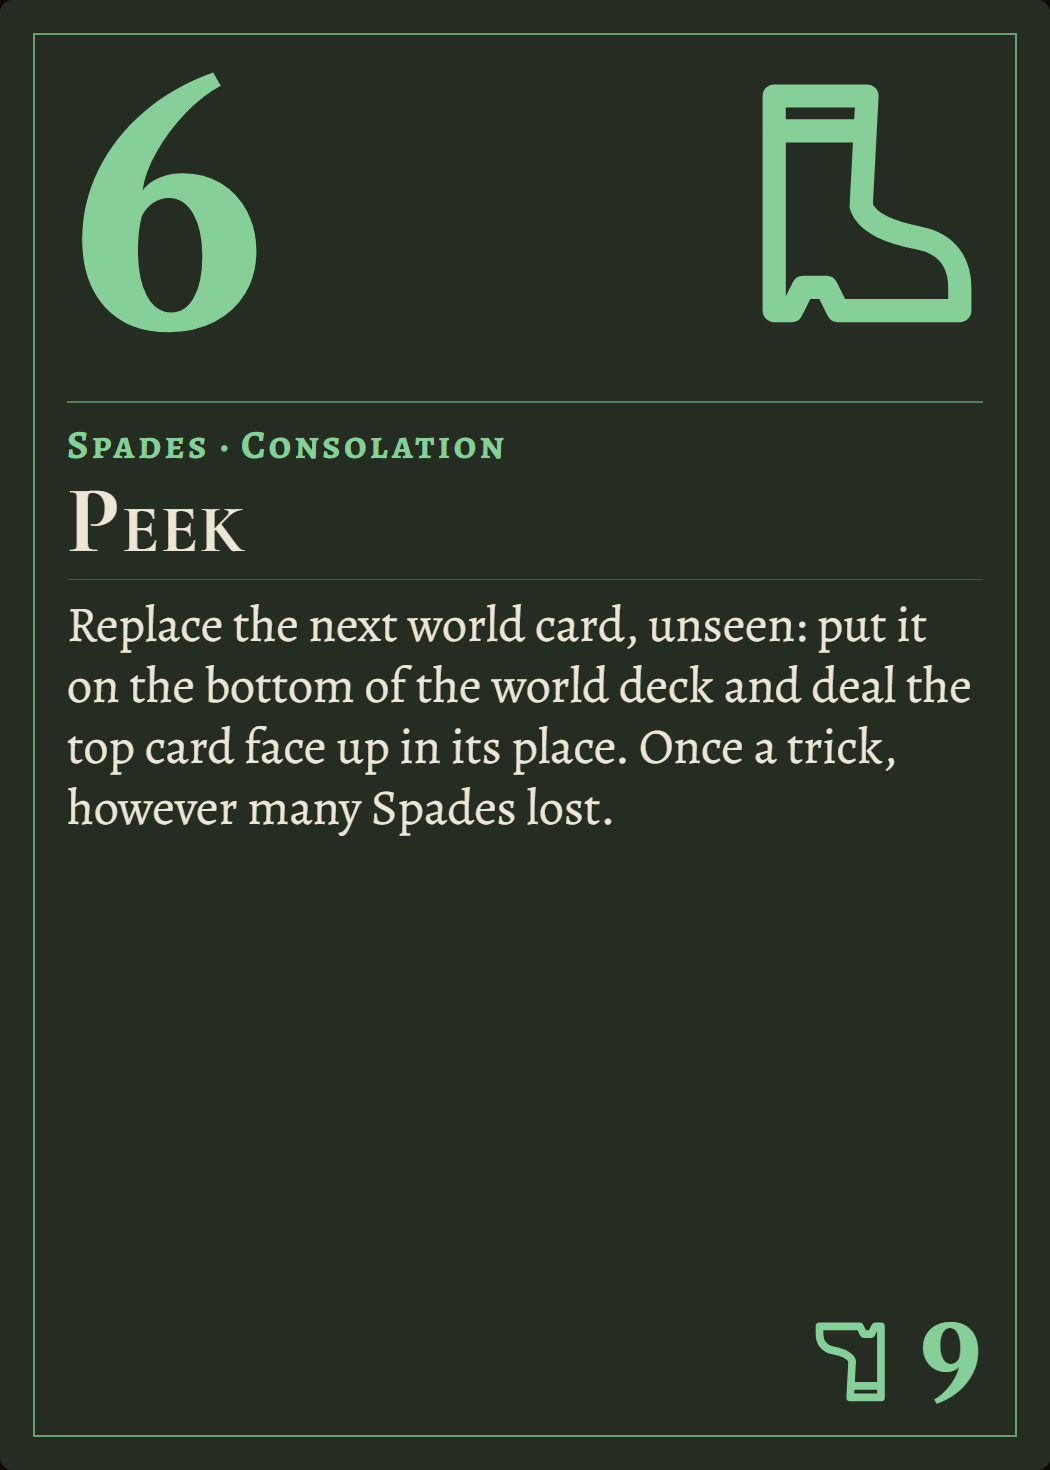 6
Spades · Consolation
Peek
Replace the next world card, unseen: put it
on the bottom of the world deck and deal the
top card face up in its place. Once a trick,
however many Spades lost.
6